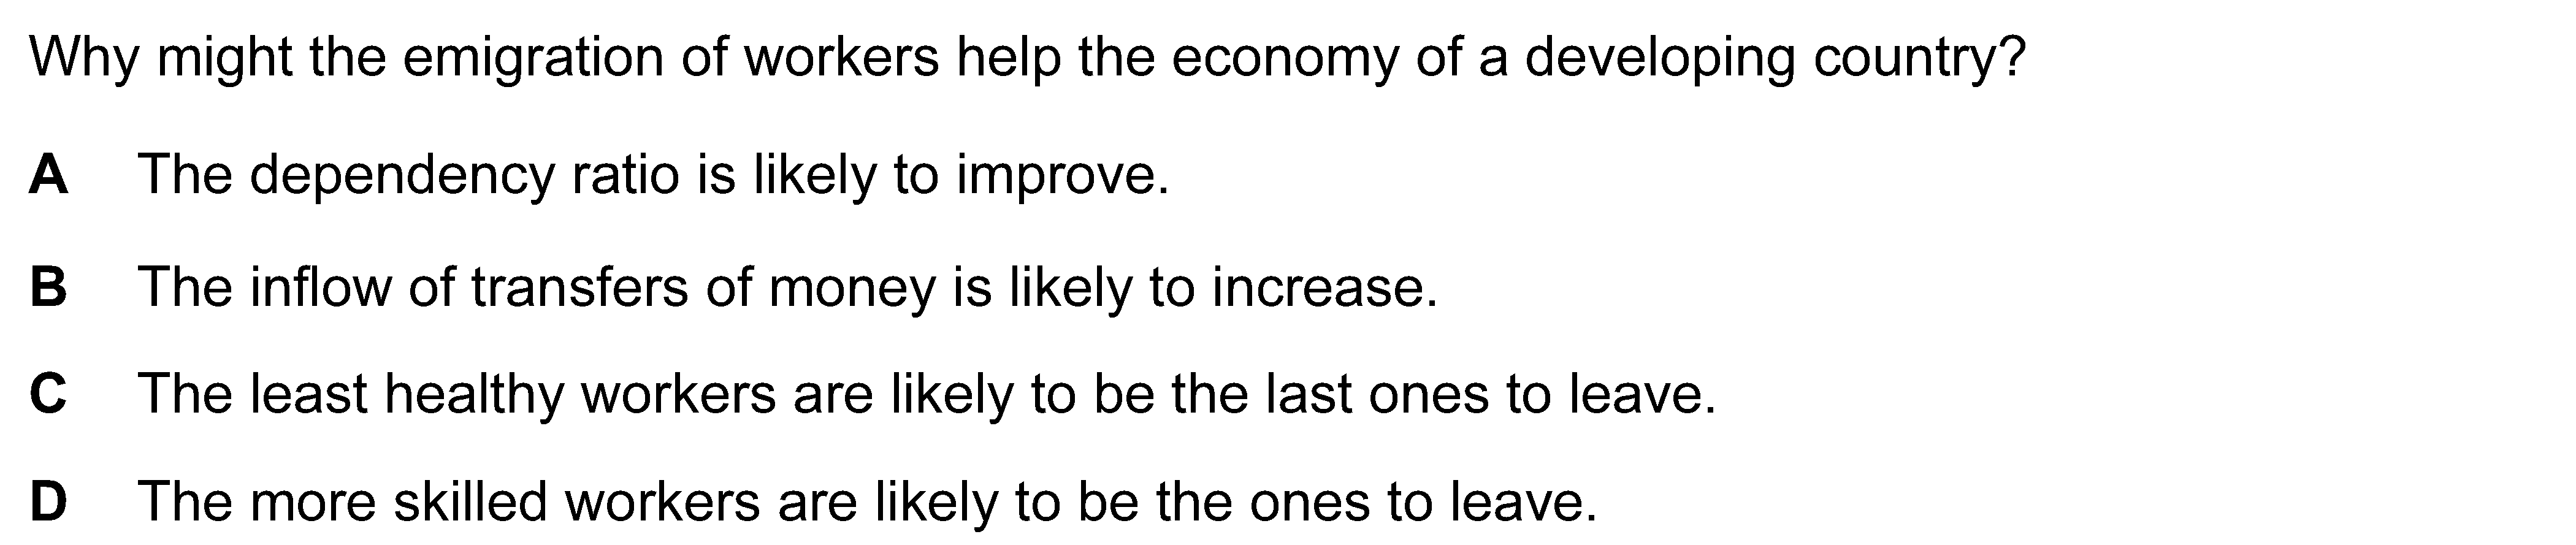 Why might the emigration of workers help the economy of a developing country?
A The dependency ratio is likely to improve.
B The inflow of transfers of money is likely to increase.
C The least healthy workers are likely to be the last ones to leave.
D The more skilled workers are likely to be the ones to leave.